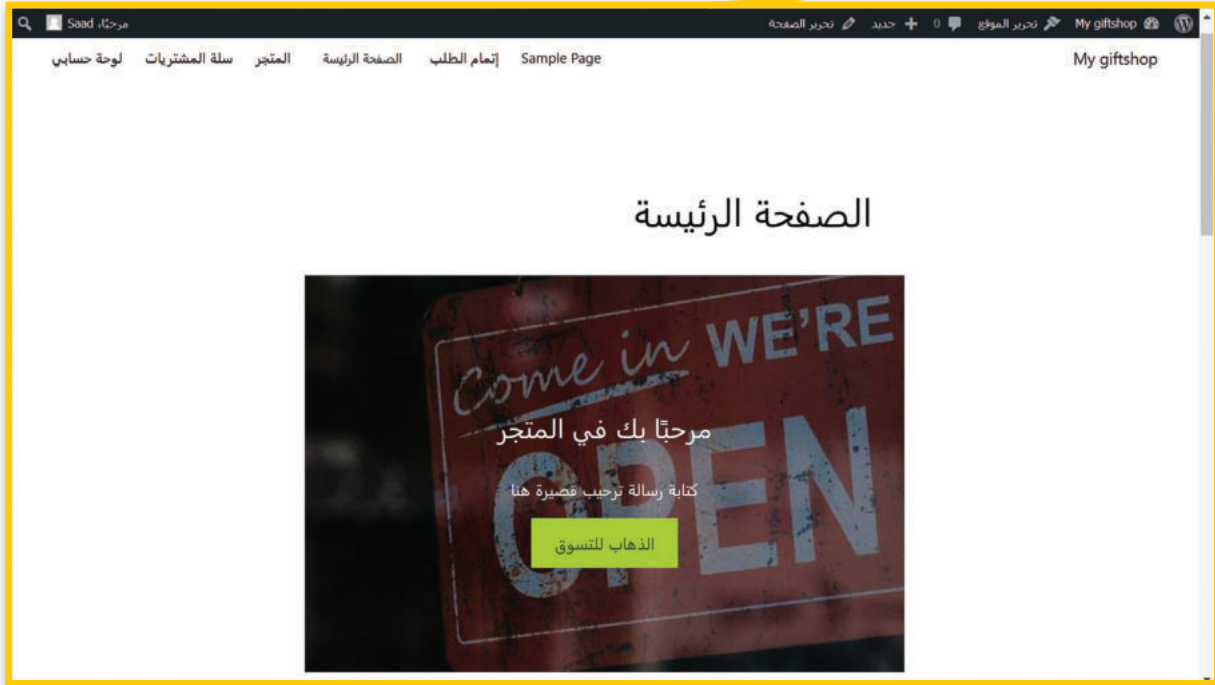 My giftshop تحرير الموقع 0 جديد تحرير الصفحة مرحبًا، Saad
My giftshop Sample Page إتمام الطلب الصفحة الرئيسة المتجر سلة المشتريات لوحة حسابي
الصفحة الرئيسة
come in WE'RE
OPEN
مرحبًا بك في المتجر
كتابة رسالة ترحيب قصيرة هنا
الذهاب للتسوق